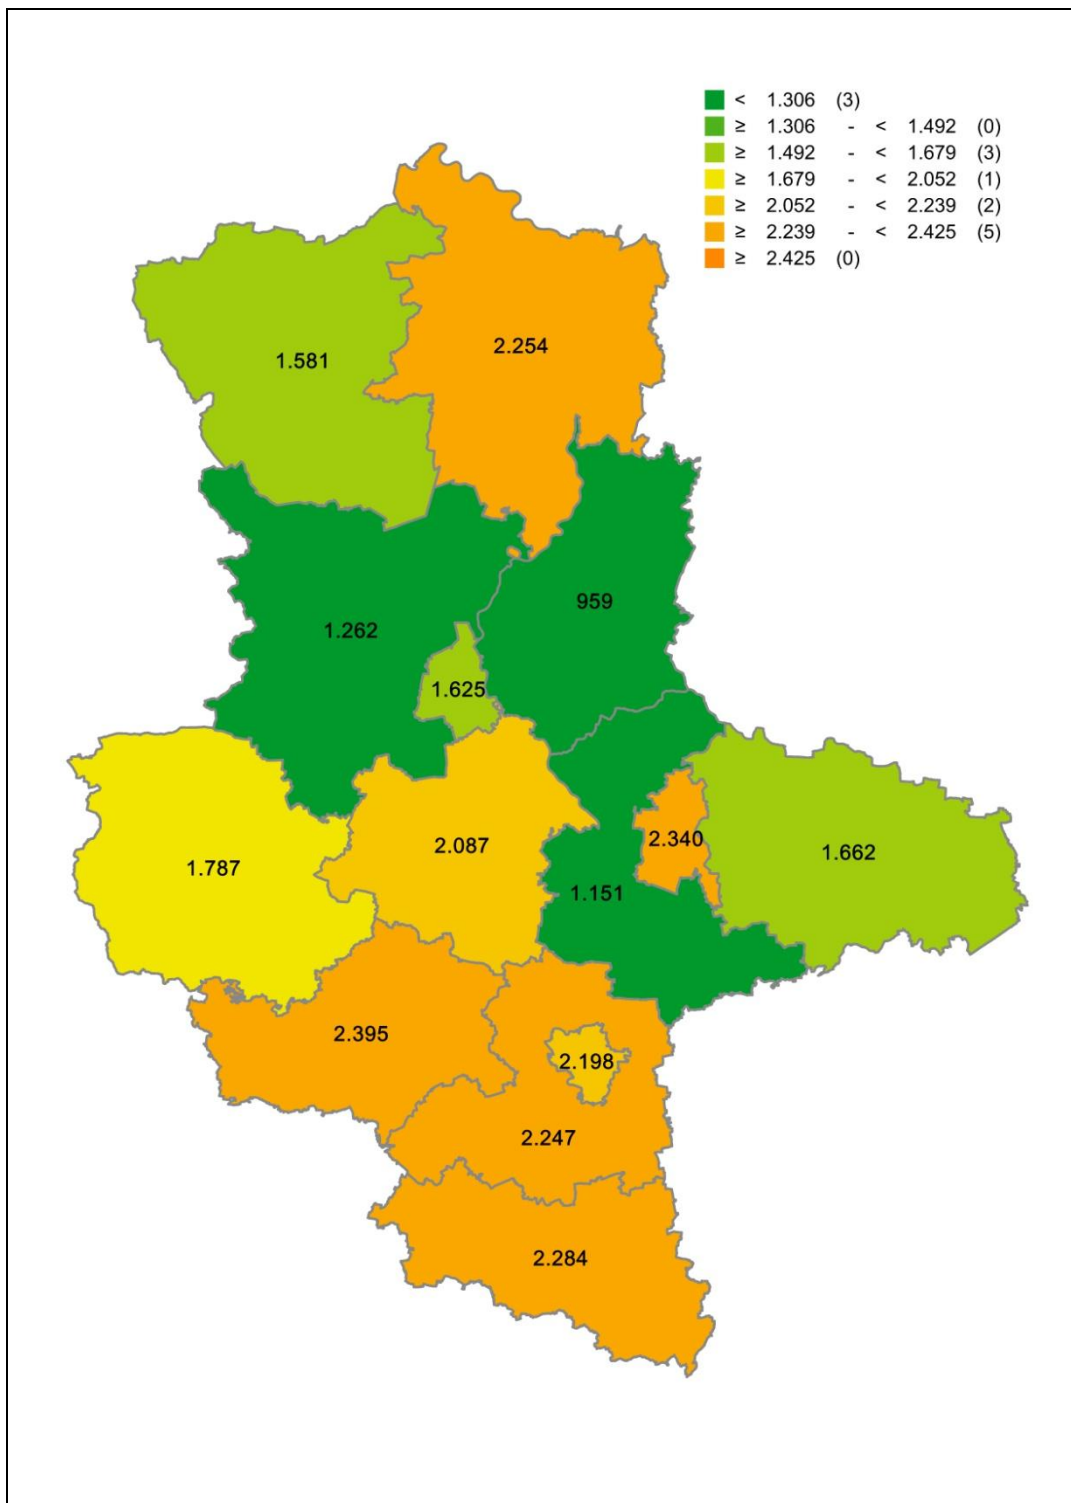 < 1.306 (3)
≥ 1.306 - < 1.492 (0)
≥ 1.492 - < 1.679 (3)
≥ 1.679 - < 2.052 (1)
≥ 2.052 - < 2.239 (2)
≥ 2.239 - < 2.425 (5)
≥ 2.425 (0)
2.254
1.581
959
1.262
1.625
2.340
2.087
1.662
1.787
1.151
2.395
2.198
2.247
2.284